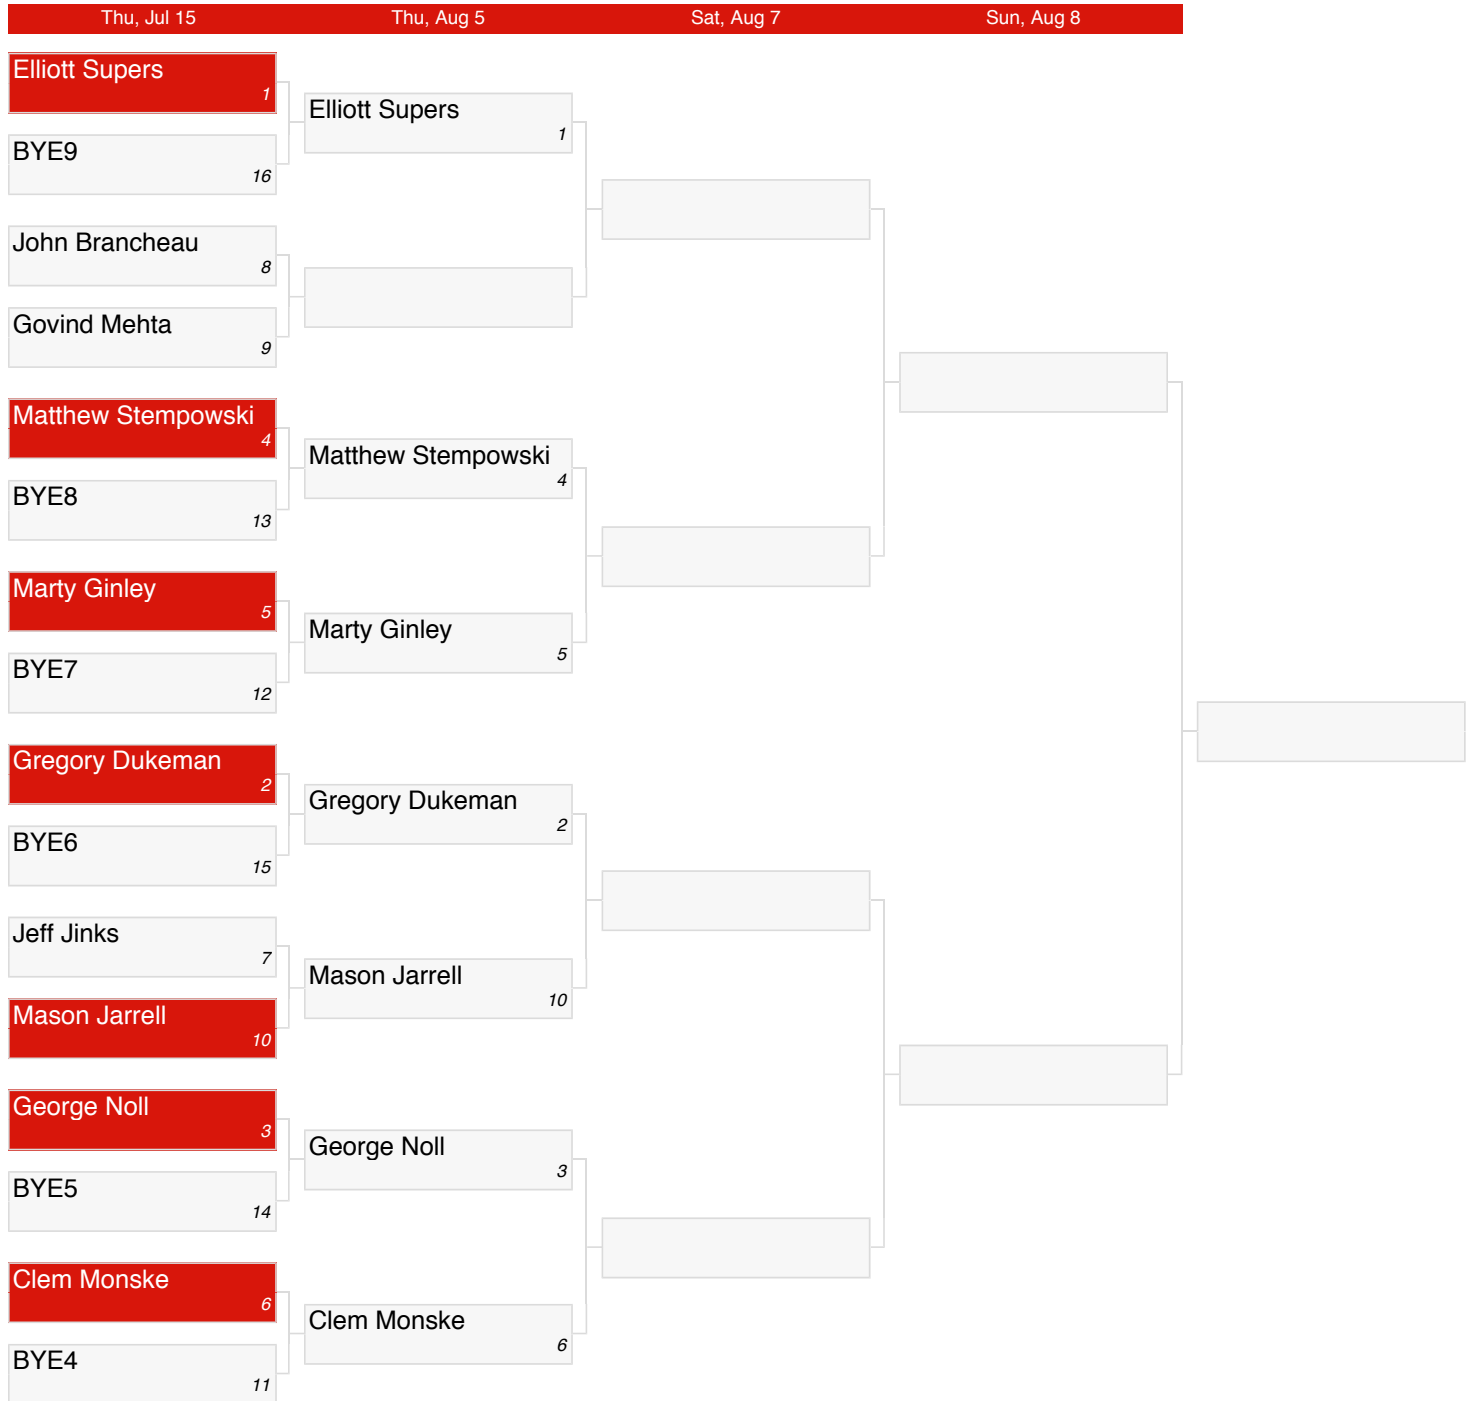 Thu, Jul 15
Thu, Aug 5
Sat, Aug 7
Sun, Aug 8
Elliott Supers
1
BYE9
16
John Brancheau
8
Govind Mehta
9
Matthew Stempowski
4
BYE8
13
Marty Ginley
5
BYE7
12
Gregory Dukeman
2
BYE6
15
Jeff Jinks
7
Mason Jarrell
10
George Noll
3
BYE5
14
Clem Monske
6
BYE4
11
Elliott Supers
1
Matthew Stempowski
4
Marty Ginley
5
Gregory Dukeman
2
Mason Jarrell
10
George Noll
3
Clem Monske
6